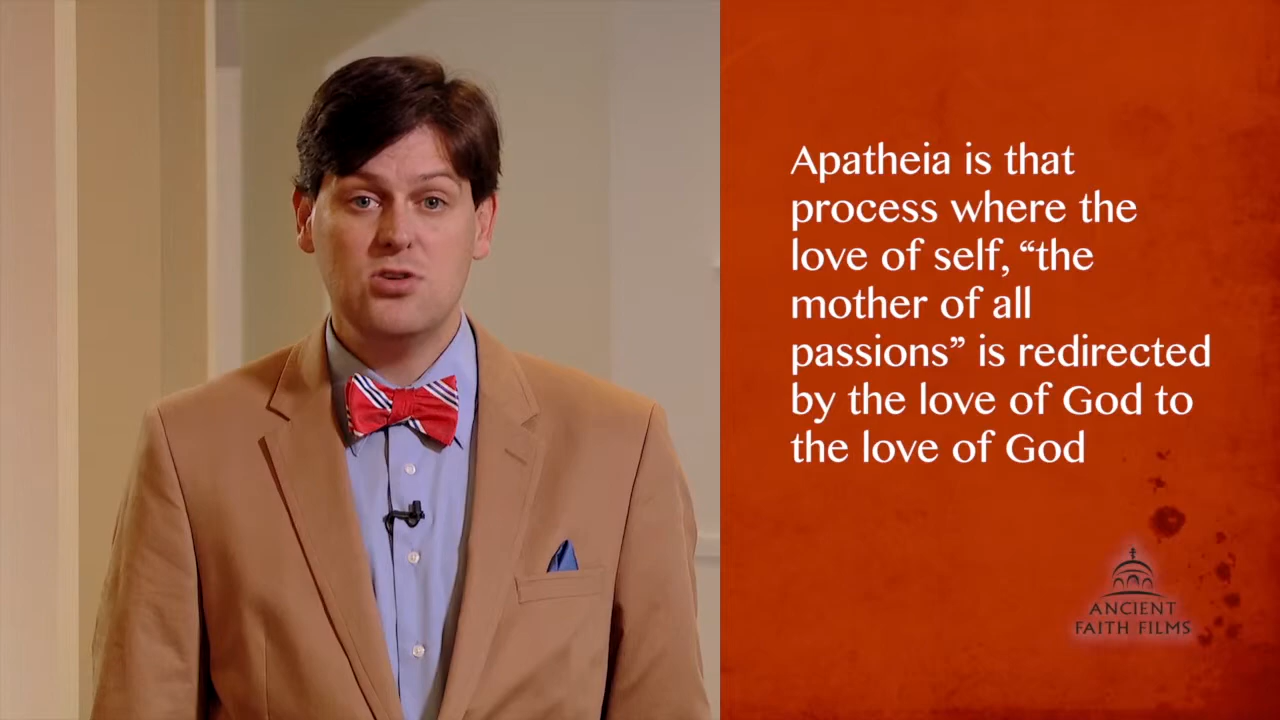 Apatheia is that
process where the
love of self, “the
mother of all
passions” is redirected
by the love of God to
the love of God
ANCIENT
FAITH FILMS